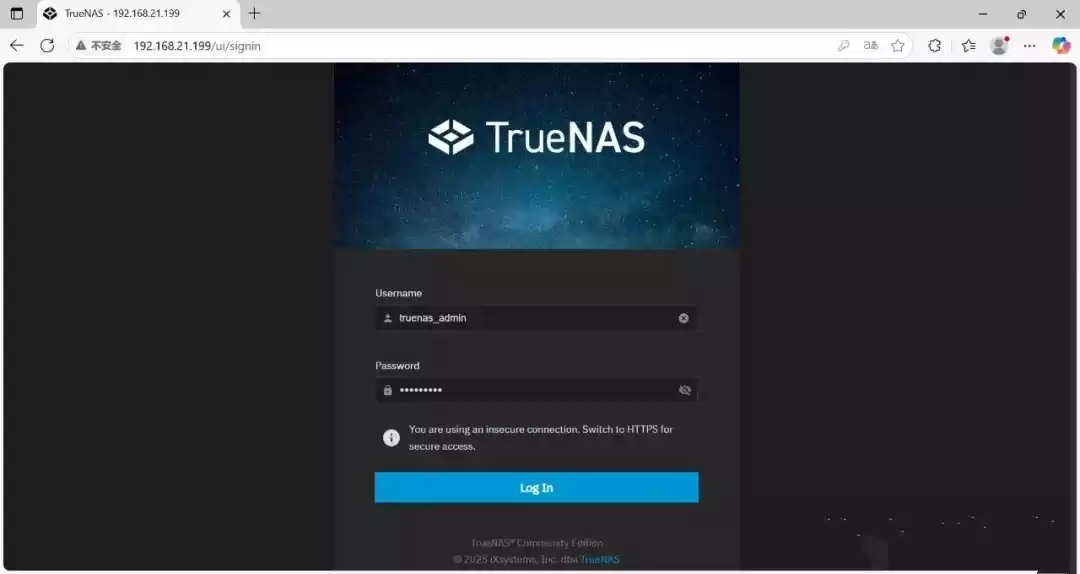 TrueNAS - 192.168.21.199
不安全 192.168.21.199/ui/signin
TrueNAS
Username
truenas_admin
Password
•••••••••
You are using an insecure connection. Switch to HTTPS for
secure access.
Log In
TrueNAS® Community Edition
© 2025 iXsystems, Inc. dba TrueNAS